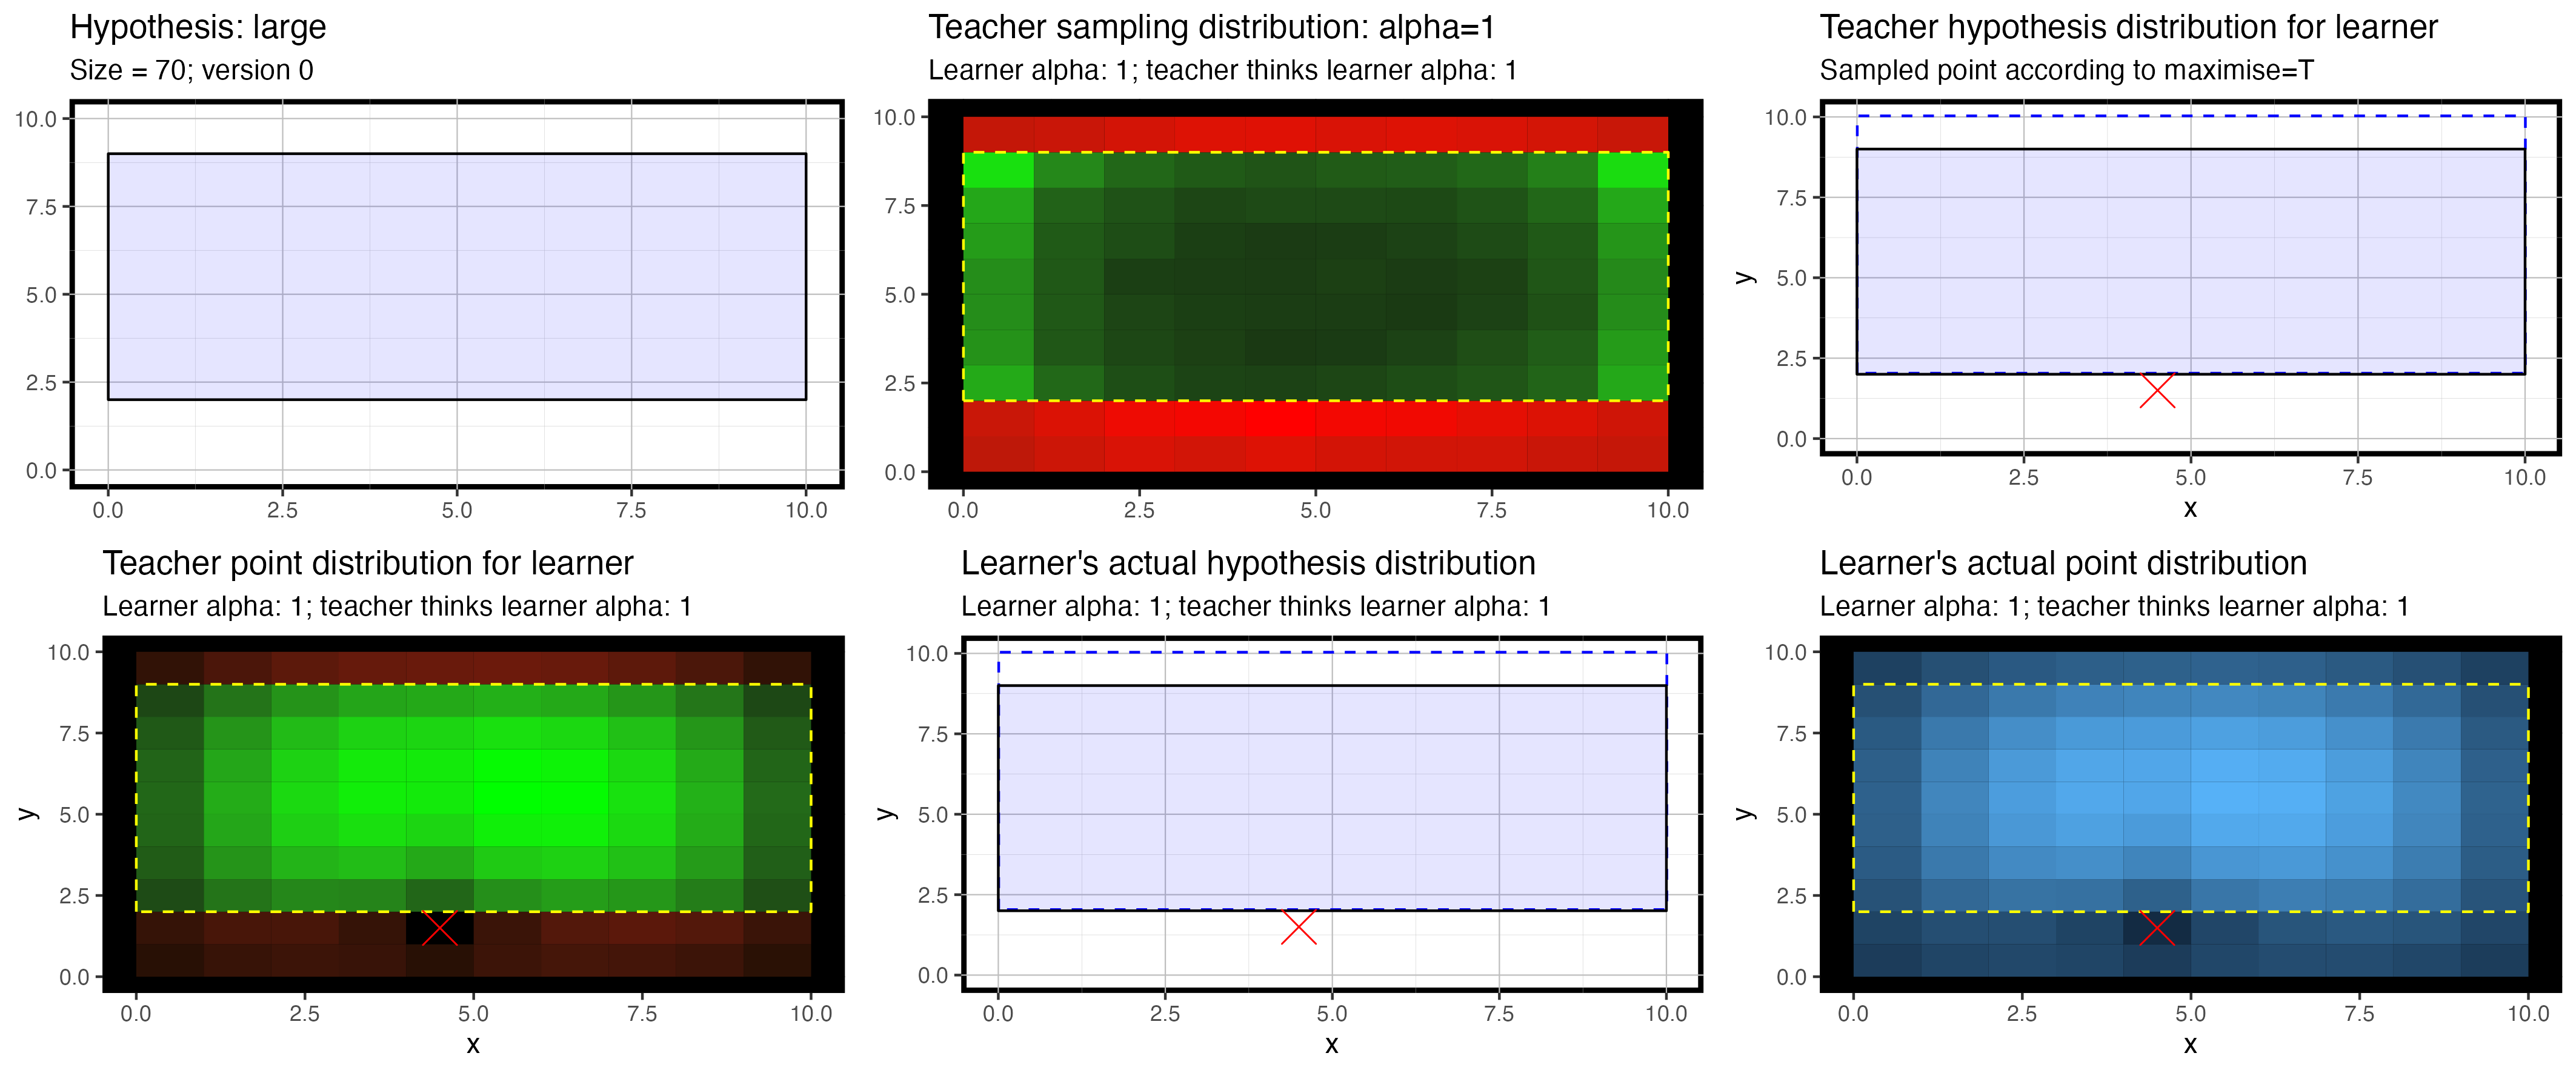 Hypothesis: large
Size = 70; version 0
10.0
7.5
5.0
2.5
0.0
0.0 2.5 5.0 7.5 10.0
Teacher sampling distribution: alpha=1
Learner alpha: 1; teacher thinks learner alpha: 1
10.0
7.5
5.0
2.5
0.0
0.0 2.5 5.0 7.5 10.0
Teacher hypothesis distribution for learner
Sampled point according to maximise=T
y
10.0
7.5
5.0
2.5
0.0
0.0 2.5 5.0 7.5 10.0
x
Teacher point distribution for learner
Learner alpha: 1; teacher thinks learner alpha: 1
y
10.0
7.5
5.0
2.5
0.0
0.0 2.5 5.0 7.5 10.0
x
Learner's actual hypothesis distribution
Learner alpha: 1; teacher thinks learner alpha: 1
y
10.0
7.5
5.0
2.5
0.0
0.0 2.5 5.0 7.5 10.0
x
Learner's actual point distribution
Learner alpha: 1; teacher thinks learner alpha: 1
y
10.0
7.5
5.0
2.5
0.0
0.0 2.5 5.0 7.5 10.0
x